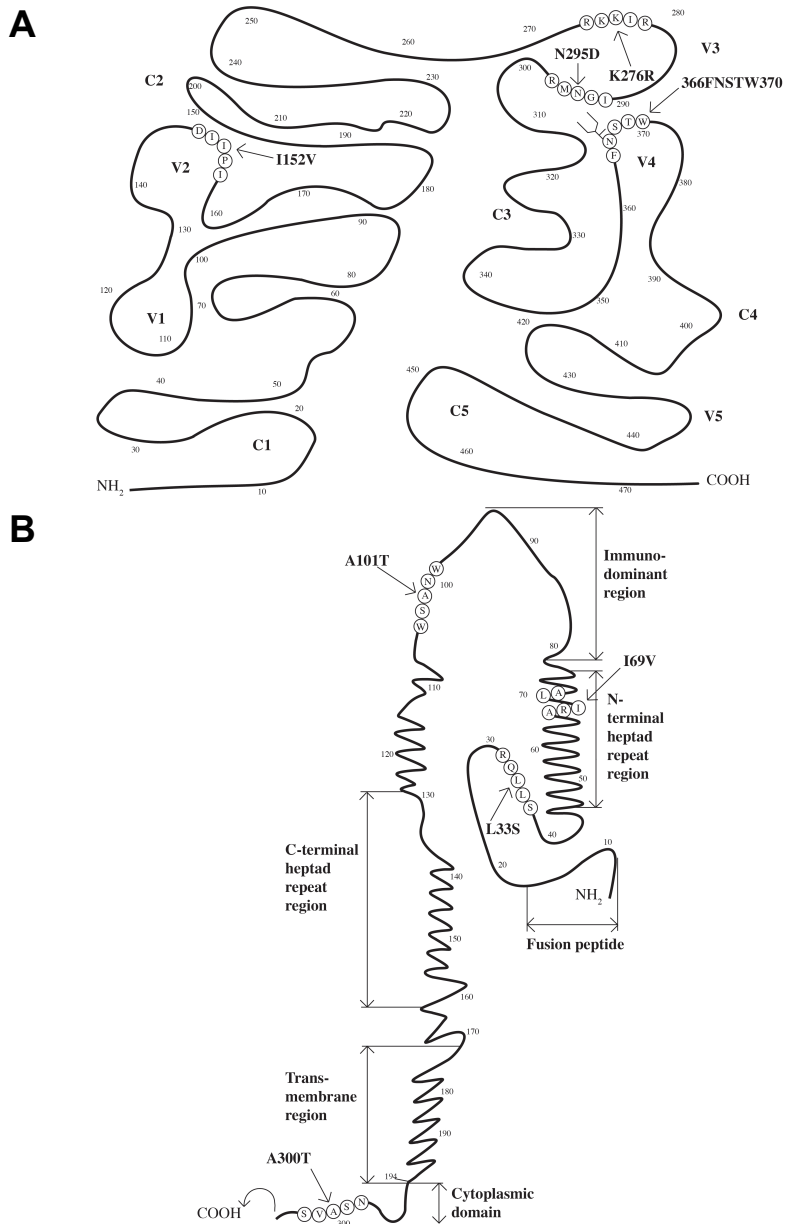 A
250
270
R K K I R
280
260
N295D
V3
240
300
K276R
C2
230
R M N G I
290
366FNSTW370
200
150
210
220
310
S T W
370
D I I P I
190
N
F
I152V
V4
V2
320
140
170
180
380
160
C3
360
130
90
330
100
390
80
340
120
70
60
350
C4
V1
420
400
110
410
40
50
450
430
20
C5
V5
C1
440
30
460
NH2
10
470
COOH
B
90
Immuno-
dominant
region
A101T
W
N
100
A
S
W
80
I69V
110
70
L A
A R I
N-
terminal
heptad
repeat
region
120
30
60
R
Q
L
L
S
50
130
L33S
40
C-terminal
heptad
repeat
region
10
20
140
NH2
Fusion peptide
150
160
170
Trans-
membrane
region
180
190
A300T
194
Cytoplasmic
domain
COOH
S V A S N
300